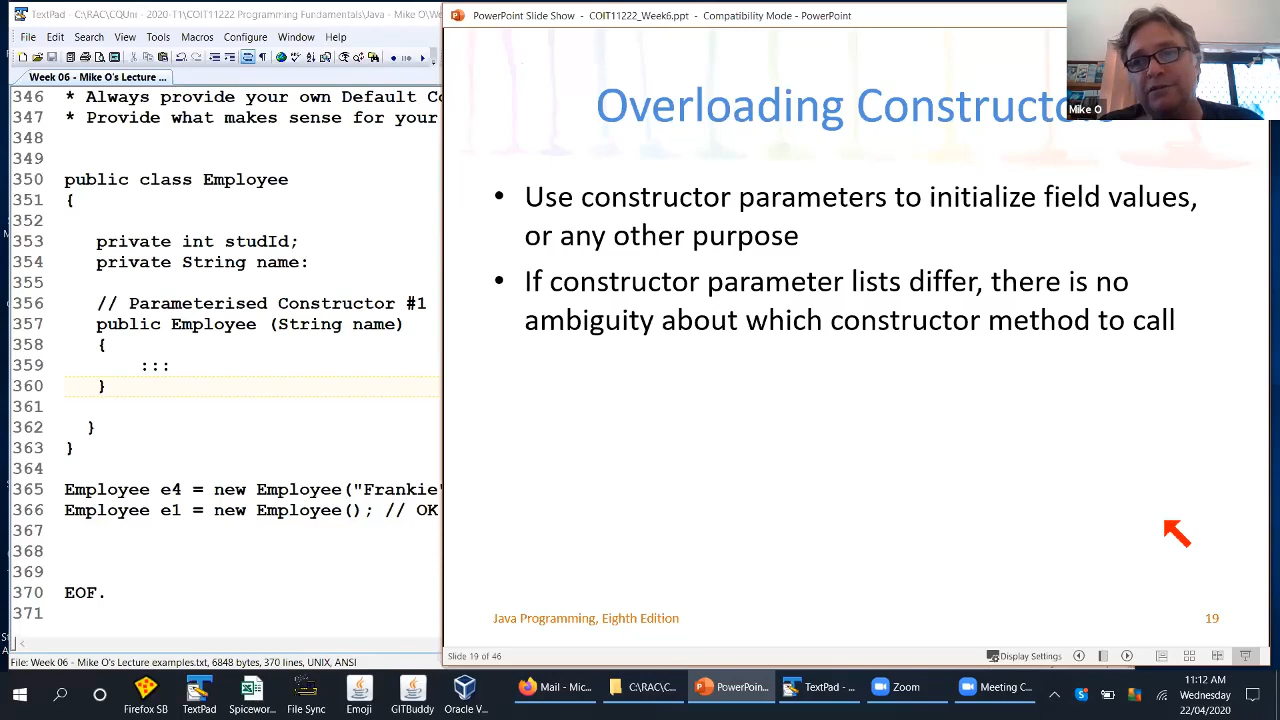 TextPad - C:\RAC\CQUni - 2020-T1\COIT11222 Programming Fundamentals\Java - Mike O's Lectur
File Edit Search View Tools Macros Configure Window Help
Week 06 - Mike O's Lecture ...
346 * Always provide your own Default Co
347 * Provide what makes sense for your
348
349
350 public class Employee
351 {
352
353 private int studId;
354 private String name:
355
356 // Parameterised Constructor #1
357 public Employee (String name)
358 {
359 :::
360 }
361
362 }
363 }
364
365 Employee e4 = new Employee("Frankie"
366 Employee e1 = new Employee(); // OK
367
368
369
370 EOF.
371
File: Week 06 - Mike O's Lecture examples.txt, 6848 bytes, 370 lines, UNIX, ANSI
PowerPoint Slide Show - COIT11222_Week6.ppt - Compatibility Mode - PowerPoint
Mike O
Overloading Constructo
• Use constructor parameters to initialize field values,
or any other purpose
• If constructor parameter lists differ, there is no
ambiguity about which constructor method to call
Java Programming, Eighth Edition 19
Slide 19 of 46 Display Settings
Firefox SB TextPad Spicewor... File Sync... Emoji GITBuddy Oracle V...
Mail - Mic... C:\RAC\C... PowerPoin... TextPad - ... Zoom Meeting C...
11:12 AM
Wednesday
22/04/2020